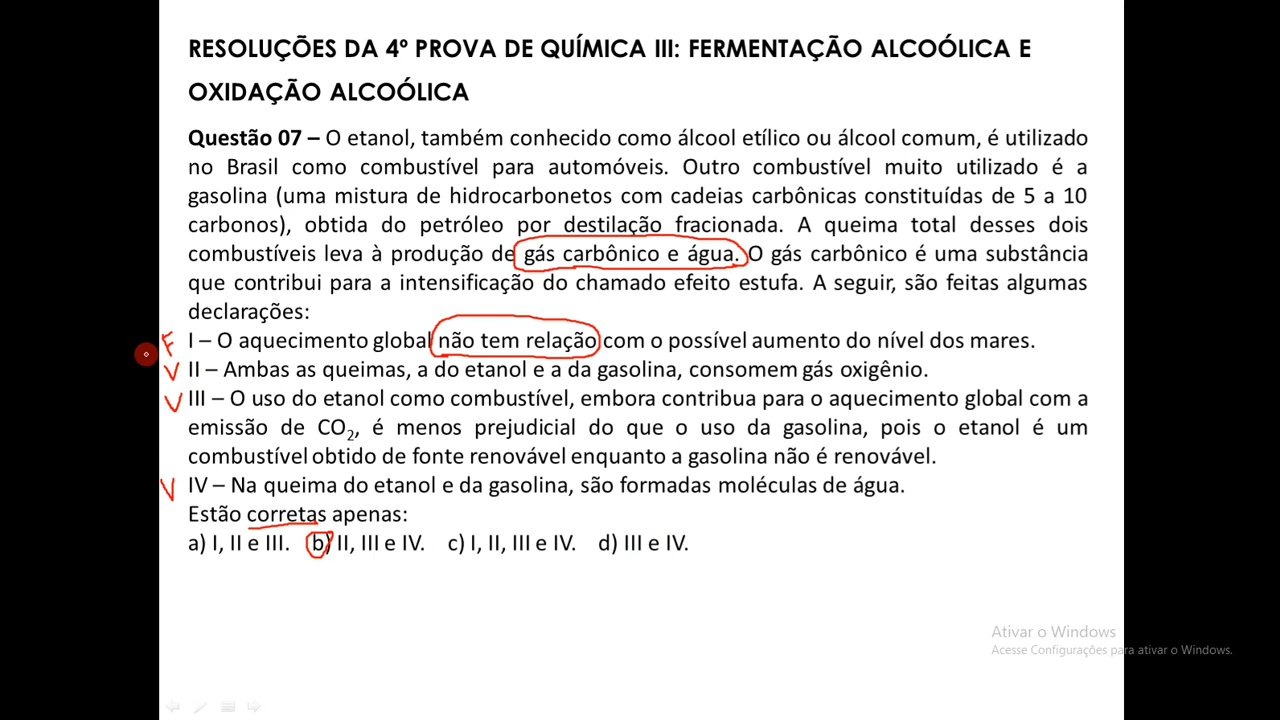 RESOLUÇÕES DA 4º PROVA DE QUÍMICA III: FERMENTAÇÃO ALCOÓLICA E
OXIDAÇÃO ALCOÓLICA
Questão 07 – O etanol, também conhecido como álcool etílico ou álcool comum, é utilizado
no Brasil como combustível para automóveis. Outro combustível muito utilizado é a
gasolina (uma mistura de hidrocarbonetos com cadeias carbônicas constituídas de 5 a 10
carbonos), obtida do petróleo por destilação fracionada. A queima total desses dois
combustíveis leva à produção de gás carbônico e água. O gás carbônico é uma substância
que contribui para a intensificação do chamado efeito estufa. A seguir, são feitas algumas
declarações:
F I – O aquecimento global não tem relação com o possível aumento do nível dos mares.
V II – Ambas as queimas, a do etanol e a da gasolina, consomem gás oxigênio.
V III – O uso do etanol como combustível, embora contribua para o aquecimento global com a
emissão de CO2, é menos prejudicial do que o uso da gasolina, pois o etanol é um
combustível obtido de fonte renovável enquanto a gasolina não é renovável.
V IV – Na queima do etanol e da gasolina, são formadas moléculas de água.
Estão corretas apenas:
a) I, II e III. b) II, III e IV. c) I, II, III e IV. d) III e IV.
Ativar o Windows
Acesse Configurações para ativar o Windows.